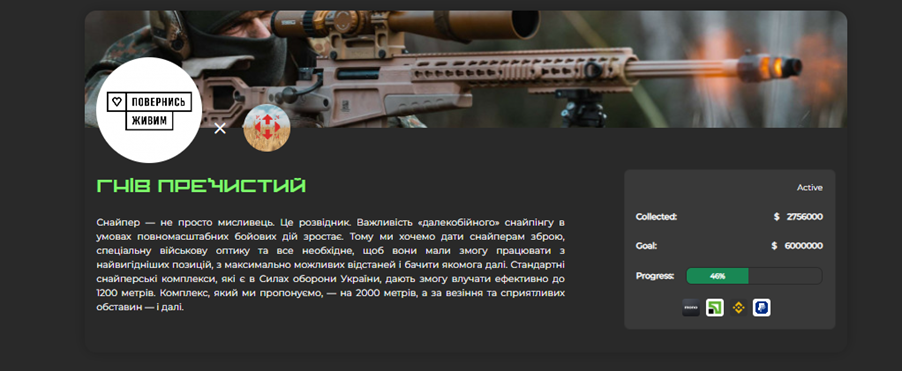 ПОВЕРНИСЬ
ЖИВИМ
ГНІВ ПРЕЧИСТИЙ
Снайпер — не просто мисливець. Це розвідник. Важливість «далекобійного» снайпінгу в
умовах повномасштабних бойових дій зростає. Тому ми хочемо дати снайперам зброю,
спеціальну військову оптику та все необхідне, щоб вони мали змогу працювати з
найвигідніших позицій, з максимально можливих відстаней і бачити якомога далі. Стандартні
снайперські комплекси, які є в Силах оборони України, дають змогу влучати ефективно до
1200 метрів. Комплекс, який ми пропонуємо, — на 2000 метрів, а за везіння та сприятливих
обставин — і далі.
Active
Collected: $ 2756000
Goal: $ 6000000
Progress: 46%
mono